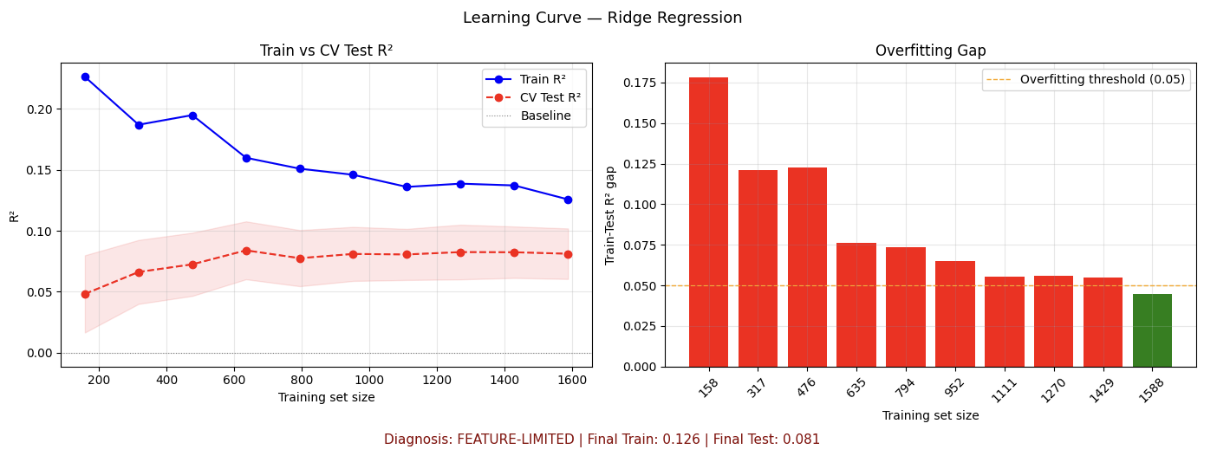 Learning Curve — Ridge Regression
Train vs CV Test R²
Train R²
CV Test R²
Baseline
R²
0.20
0.15
0.10
0.05
0.00
200 400 600 800 1000 1200 1400 1600
Training set size
Overfitting Gap
Overfitting threshold (0.05)
Train-Test R² gap
0.175
0.150
0.125
0.100
0.075
0.050
0.025
0.000
158 317 476 635 794 952 1111 1270 1429 1588
Training set size
Diagnosis: FEATURE-LIMITED | Final Train: 0.126 | Final Test: 0.081